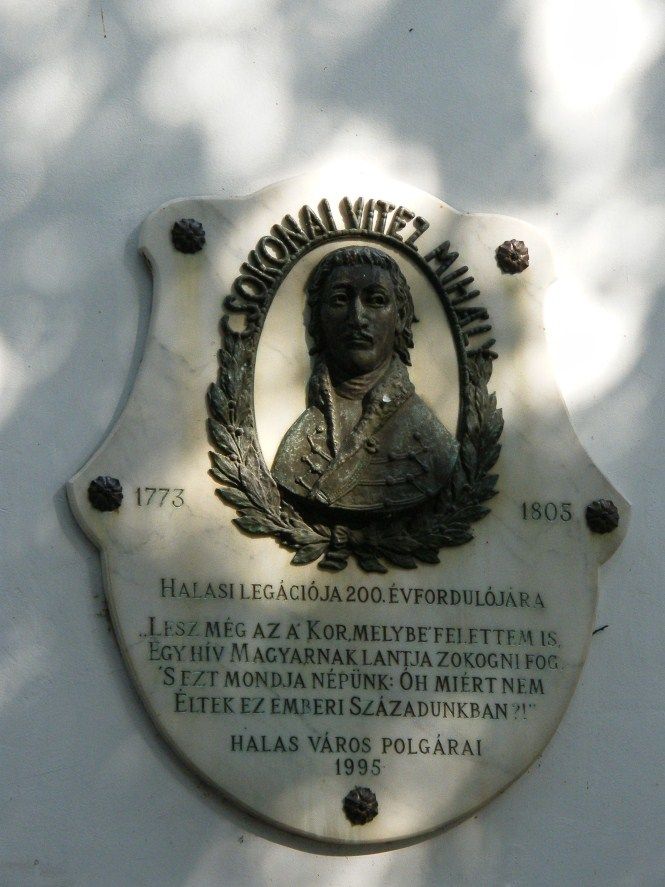 CSOKONAI VITÉZ MIHÁLY
1773
1805
HALASI LEGÁCIÓJA 200. ÉVFORDULÓJÁRA
„LESZ MÉG AZ A' KOR, MELYBE' FELETTEM IS,
EGY HÍV MAGYARNAK LANTJA ZOKOGNI FOG.
'S EZT MONDJA NÉPÜNK: ÓH MIÉRT NEM
ÉLTEK EZ EMBERI SZÁZADUNKBAN?!"
HALAS VÁROS POLGÁRAI
1995